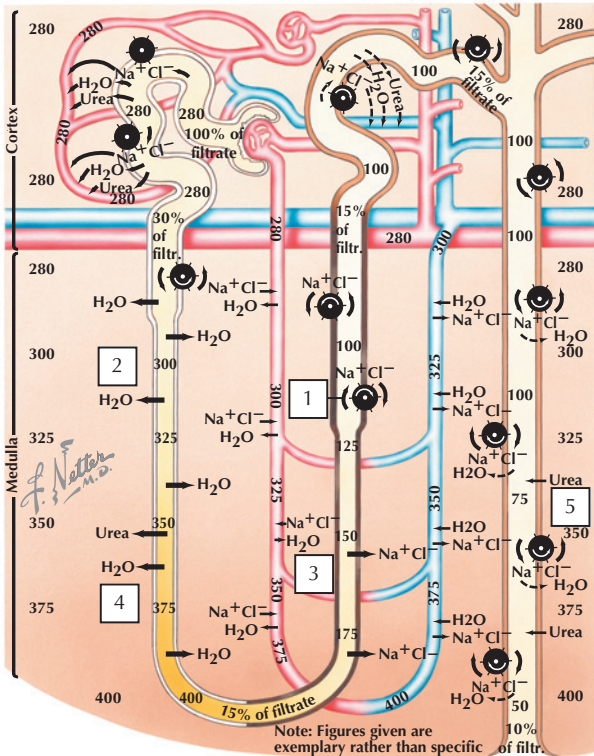 Cortex
Medulla
280
280
280
280
300
325
350
375
400
280
280
280
H₂O
Urea
Na⁺Cl⁻
280
280
100% of
filtrate
H₂O
Urea
Na⁺Cl⁻
280
280
30%
of
filtr.
H₂O
H₂O
2
300
H₂O
325
H₂O
Urea
350
H₂O
4
375
H₂O
400
15% of filtrate
F. Netter
M.D.
280
280
Na⁺Cl⁻
H₂O
300
Na⁺Cl⁻
H₂O
325
Na⁺Cl⁻
H₂O
350
Na⁺Cl⁻
H₂O
375
400
Na⁺Cl⁻
H₂O
Urea
100
100
15%
of
filtr.
Na⁺Cl⁻
100
1
Na⁺Cl⁻
125
3
150
Na⁺Cl⁻
175
Na⁺Cl⁻
300
H₂O
Na⁺Cl⁻
325
H₂O
Na⁺Cl⁻
350
H2O
Na⁺Cl⁻
375
H2O
Na⁺Cl⁻
15% of
filtrate
100
100
Na⁺Cl⁻
H₂O
100
Na⁺Cl⁻
H2O
75
Urea
5
Na⁺Cl⁻
H₂O
Urea
Na⁺Cl⁻
H₂O
50
10%
of filtr.
280
280
300
325
350
375
400
Note: Figures given are
exemplary rather than specific